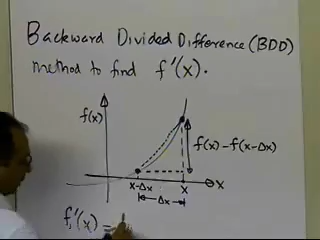 Backward Divided Difference (BDD)
method to find f'(x).
f(x)
f(x)-f(x-Δx)
x-Δx
x
x
Δx
f'(x) =